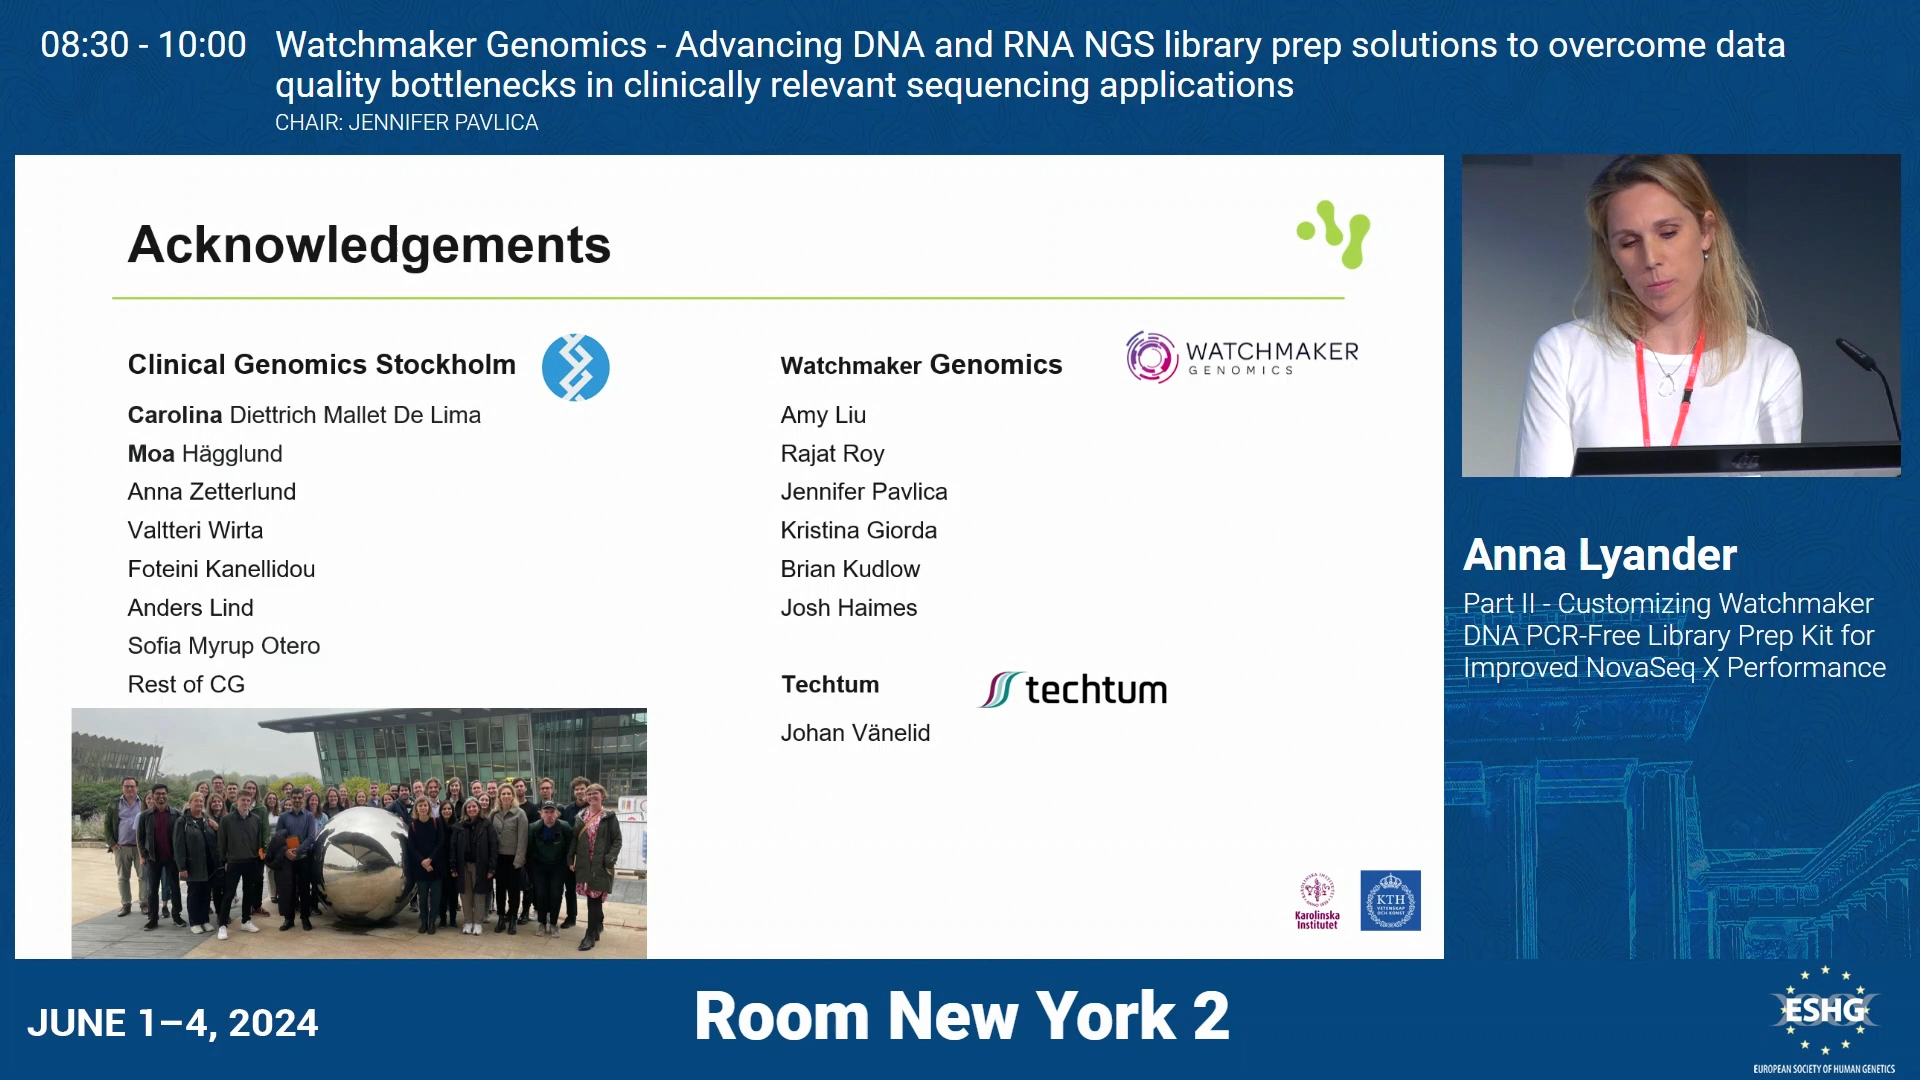 08:30 - 10:00
Watchmaker Genomics - Advancing DNA and RNA NGS library prep solutions to overcome data
quality bottlenecks in clinically relevant sequencing applications
CHAIR: JENNIFER PAVLICA
Acknowledgements
Clinical Genomics Stockholm
Carolina Diettrich Mallet De Lima
Moa Hägglund
Anna Zetterlund
Valtteri Wirta
Foteini Kanellidou
Anders Lind
Sofia Myrup Otero
Rest of CG
Watchmaker Genomics
WATCHMAKER
GENOMICS
Amy Liu
Rajat Roy
Jennifer Pavlica
Kristina Giorda
Brian Kudlow
Josh Haimes
Techtum
techtum
Johan Vänelid
Karolinska
Institutet
KTH
VETENSKAP
OCH KONST
Anna Lyander
Part II - Customizing Watchmaker
DNA PCR-Free Library Prep Kit for
Improved NovaSeq X Performance
JUNE 1–4, 2024
Room New York 2
ESHG
EUROPEAN SOCIETY OF HUMAN GENETICS